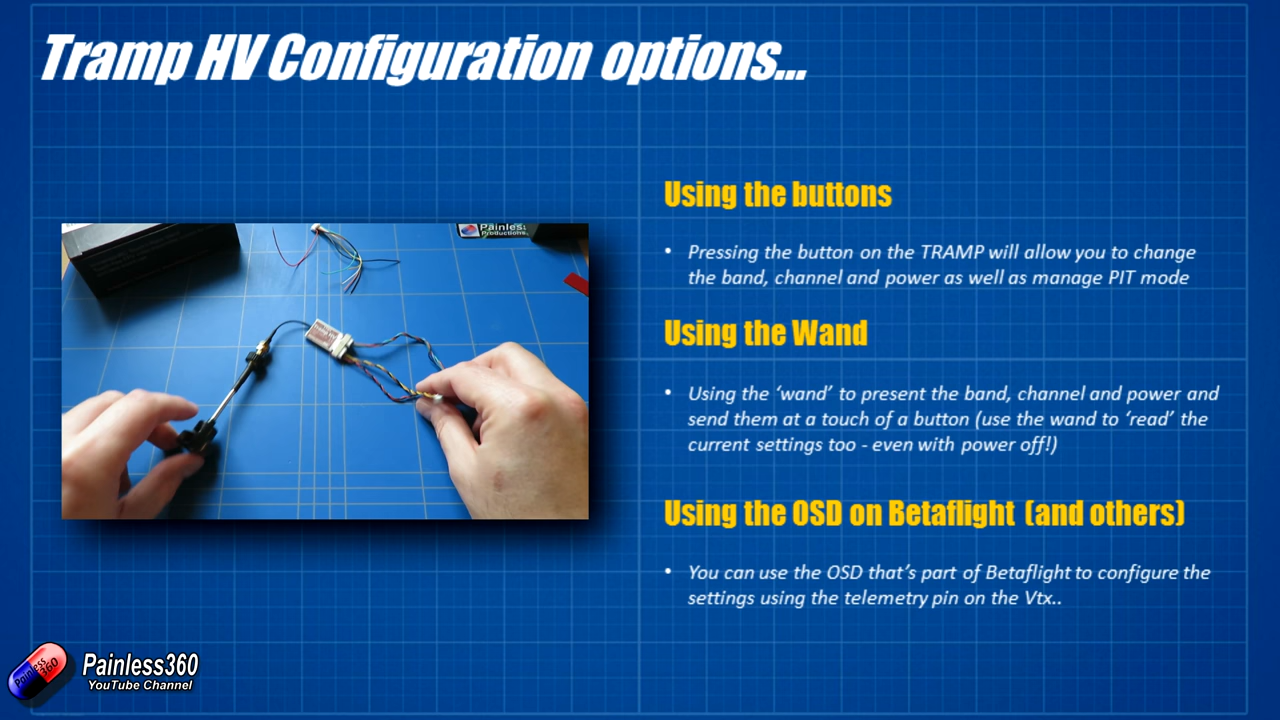 Tramp HV Configuration options...
Using the buttons
• Pressing the button on the TRAMP will allow you to change
the band, channel and power as well as manage PIT mode
Using the Wand
• Using the ‘wand’ to present the band, channel and power and
send them at a touch of a button (use the wand to ‘read’ the
current settings too - even with power off!)
Using the OSD on Betaflight (and others)
• You can use the OSD that’s part of Betaflight to configure the
settings using the telemetry pin on the Vtx..
Painless360
YouTube Channel
Painless
360